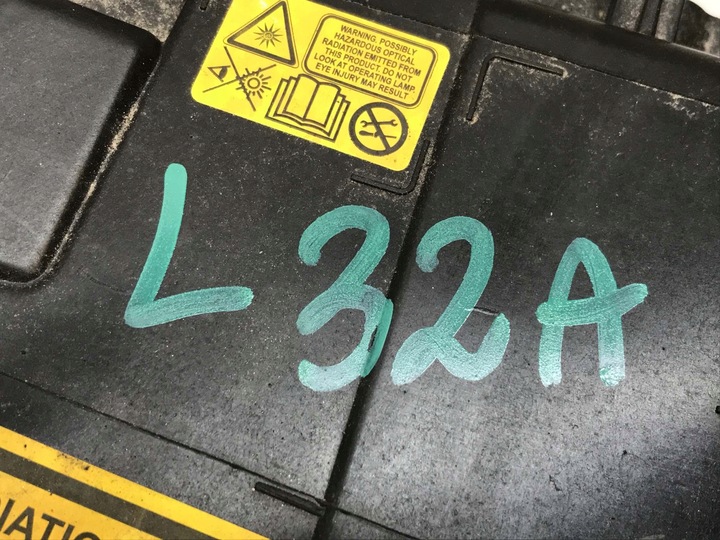 WARNING. POSSIBLY
HAZARDOUS OPTICAL
RADIATION EMITTED FROM
THIS PRODUCT. DO NOT
LOOK AT OPERATING LAMP.
EYE INJURY MAY RESULT
L32A